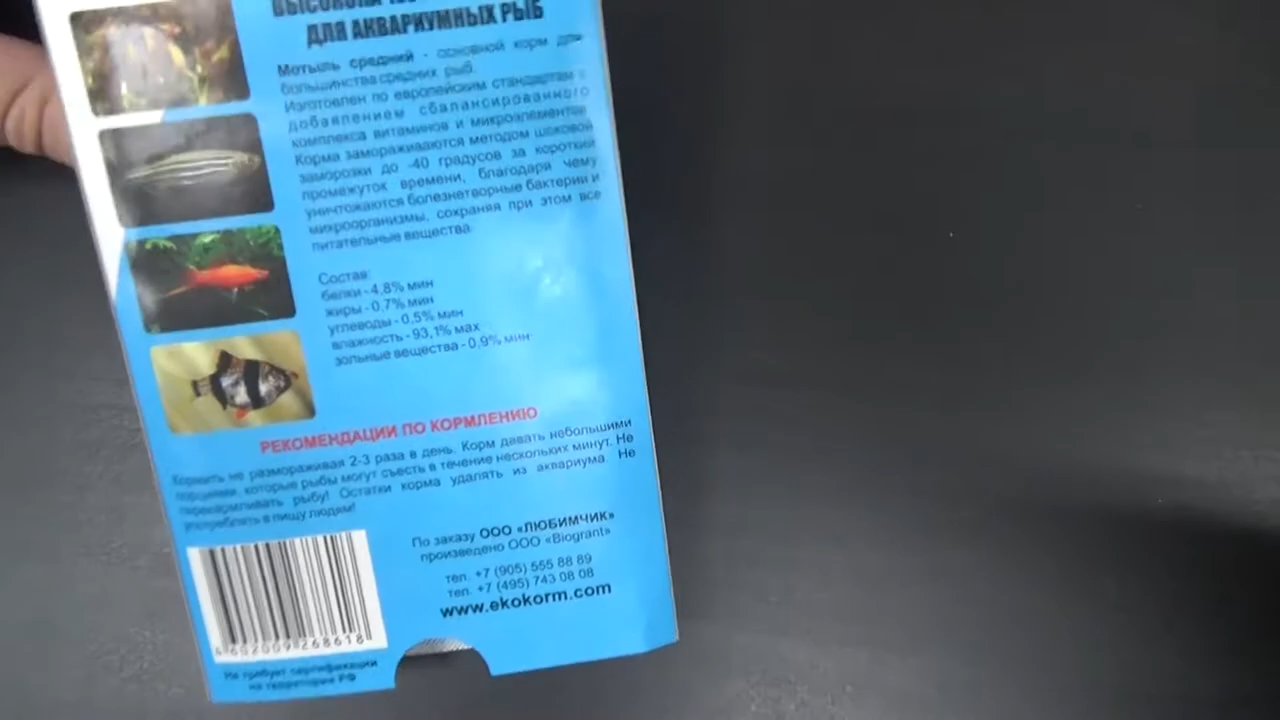 ДЛЯ АКВАРИУМНЫХ РЫБ
Мотыль средний - основной корм для
большинства средних рыб.
Изготовлен по европейским стандартам с
добавлением сбалансированного
комплекса витаминов и микроэлементов
Корма замораживаются методом шоковой
заморозки до -40 градусов за короткий
промежуток времени, благодаря чему
уничтожаются болезнетворные бактерии и
микроорганизмы, сохраняя при этом все
питательные вещества.
Состав:
белки - 4,8% мин
жиры - 0,7% мин
углеводы - 0,5% мин
влажность - 93,1% мах
зольные вещества - 0,9% мин
РЕКОМЕНДАЦИИ ПО КОРМЛЕНИЮ
Кормить не размораживая 2-3 раза в день. Корм давать небольшими
порциями, которые рыбы могут съесть в течение нескольких минут. Не
перекармливать рыбу! Остатки корма удалять из аквариума. Не
употреблять в пищу людям!
По заказу ООО «ЛЮБИМЧИК»
произведено ООО «Biogrant»
тел. +7 (905) 555 88 89
тел. +7 (495) 743 08 08
www.ekokorm.com
4 602009 268618
Не требует сертификации
на территории РФ